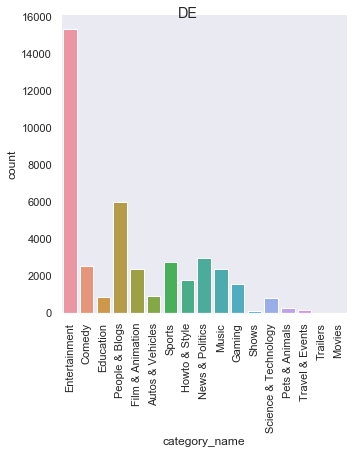 DE
16000
14000
12000
10000
8000
6000
4000
2000
0
count
Entertainment
Comedy
Education
People & Blogs
Film & Animation
Autos & Vehicles
Sports
Howto & Style
News & Politics
Music
Gaming
Shows
Science & Technology
Pets & Animals
Travel & Events
Trailers
Movies
category_name